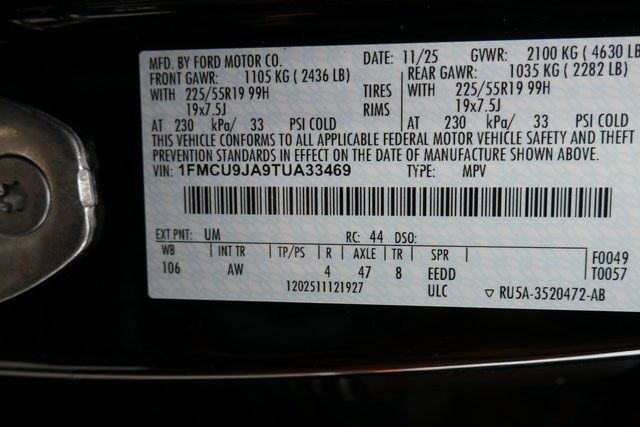 MFD. BY FORD MOTOR CO. DATE: 11/25 GVWR: 2100 KG ( 4630 LB)
FRONT GAWR: 1105 KG ( 2436 LB) REAR GAWR: 1035 KG ( 2282 LB)
WITH 225/55R19 99H TIRES WITH 225/55R19 99H
19x7.5J RIMS 19x7.5J
AT 230 kPa/ 33 PSI COLD AT 230 kPa/ 33 PSI COLD
THIS VEHICLE CONFORMS TO ALL APPLICABLE FEDERAL MOTOR VEHICLE SAFETY AND THEFT
PREVENTION STANDARDS IN EFFECT ON THE DATE OF MANUFACTURE SHOWN ABOVE.
VIN: 1FMCU9JA9TUA33469 TYPE: MPV
EXT PNT: UM RC: 44 DSO:
WB INT TR TP/PS R AXLE TR SPR F0049
106 AW 4 47 8 EEDD T0057
1202511121927 ULC ▽ RU5A-3520472-AB